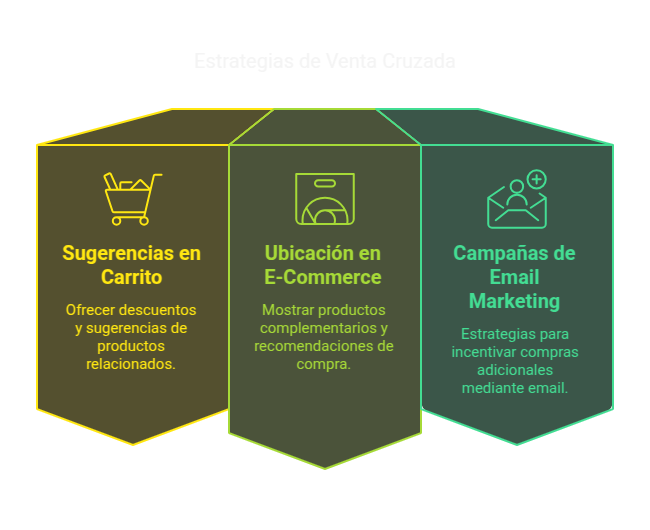 Estrategias de Venta Cruzada
Sugerencias en
Carrito
Ofrecer descuentos
y sugerencias de
productos
relacionados.
Ubicación en
E-Commerce
Mostrar productos
complementarios y
recomendaciones de
compra.
Campañas de
Email
Marketing
Estrategias para
incentivar compras
adicionales
mediante email.